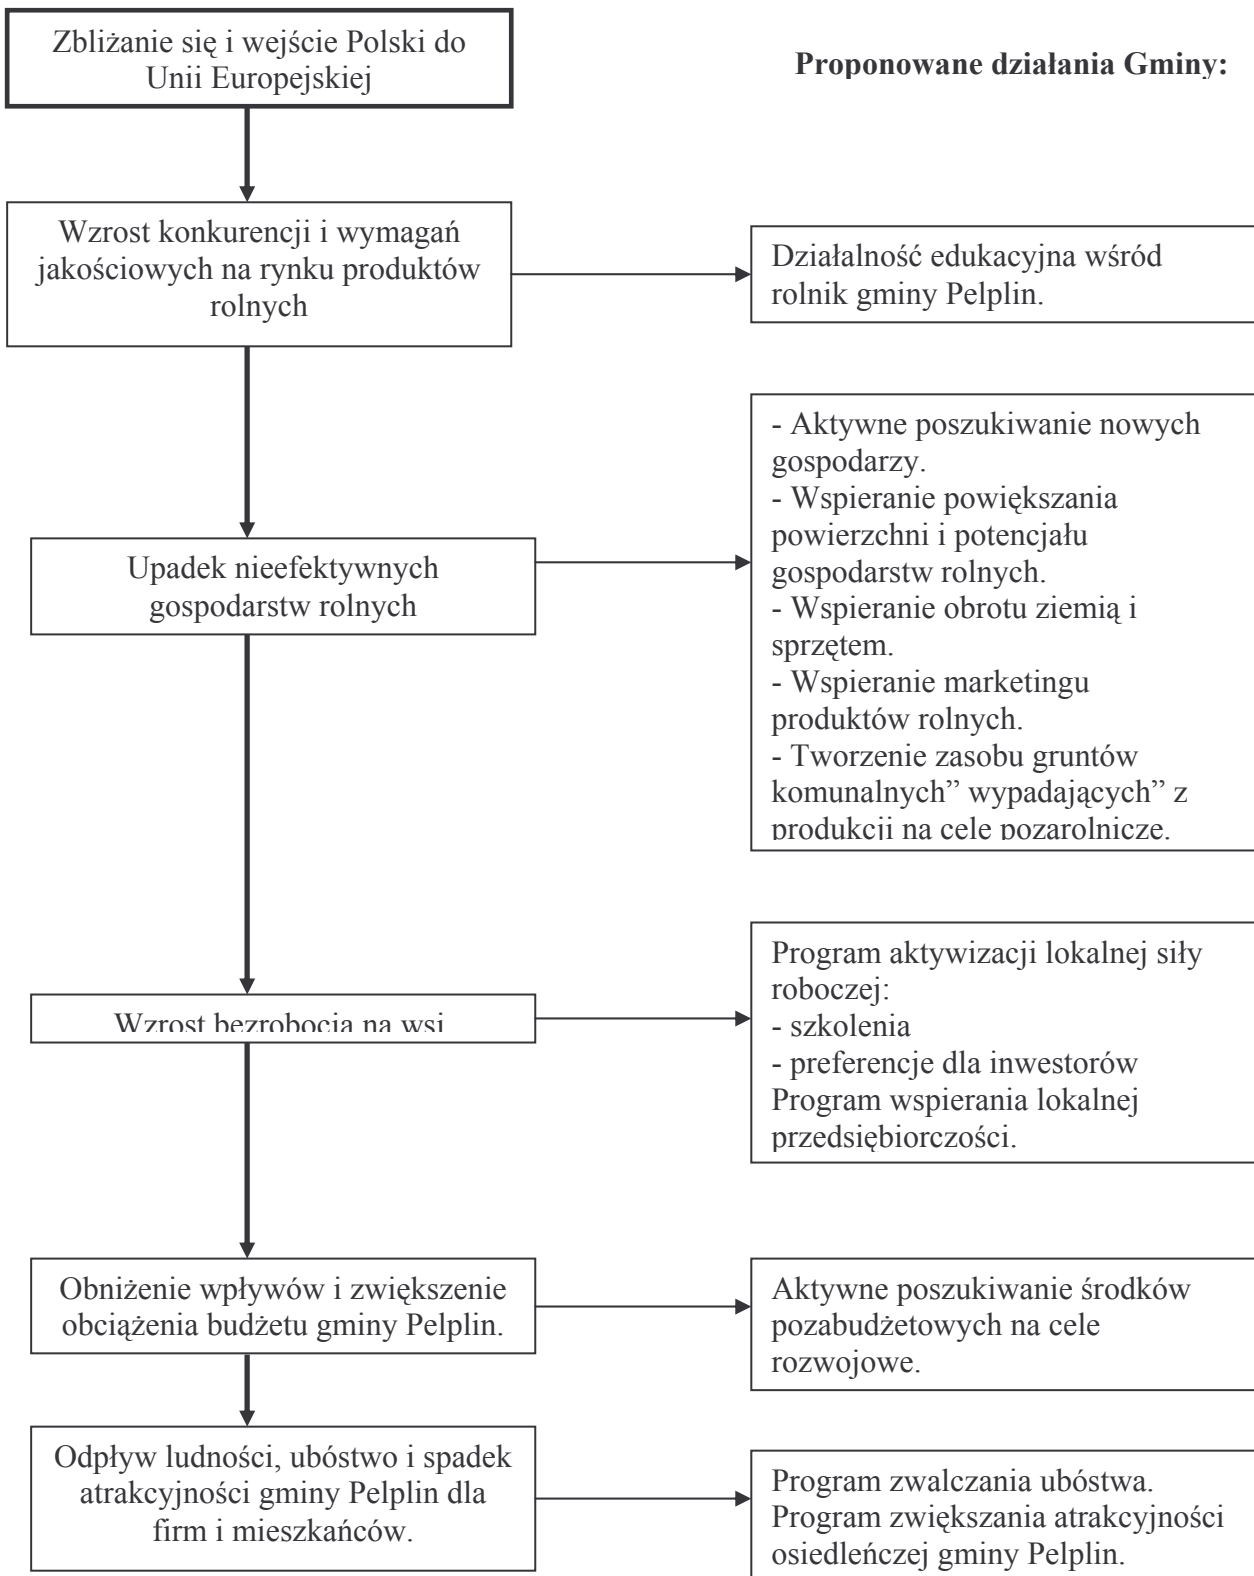 Zbliżanie się i wejście Polski do
Unii Europejskiej
Proponowane działania Gminy:
Wzrost konkurencji i wymagań
jakościowych na rynku produktów
rolnych
Działalność edukacyjna wśród
rolnik gminy Pelplin.
Upadek nieefektywnych
gospodarstw rolnych
- Aktywne poszukiwanie nowych
gospodarzy.
- Wspieranie powiększania
powierzchni i potencjału
gospodarstw rolnych.
- Wspieranie obrotu ziemią i
sprzętem.
- Wspieranie marketingu
produktów rolnych.
- Tworzenie zasobu gruntów
komunalnych” wypadających” z
produkcji na cele pozarolnicze.
Wzrost bezrobocia na wsi
Program aktywizacji lokalnej siły
roboczej:
- szkolenia
- preferencje dla inwestorów
Program wspierania lokalnej
przedsiębiorczości.
Obniżenie wpływów i zwiększenie
obciążenia budżetu gminy Pelplin.
Aktywne poszukiwanie środków
pozabudżetowych na cele
rozwojowe.
Odpływ ludności, ubóstwo i spadek
atrakcyjności gminy Pelplin dla
firm i mieszkańców.
Program zwalczania ubóstwa.
Program zwiększania atrakcyjności
osiedleńczej gminy Pelplin.